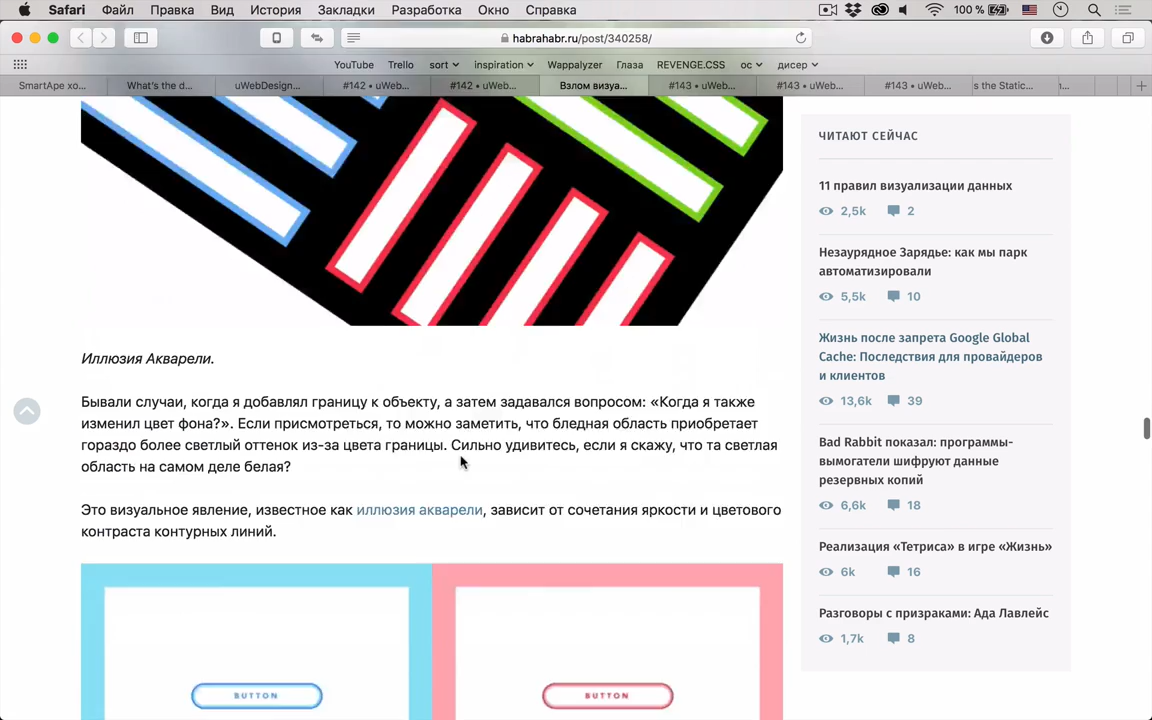 Safari Файл Правка Вид История Закладки Разработка Окно Справка 100 %
habrahabr.ru/post/340258/
YouTube Trello sort inspiration Wappalyzer Глаза REVENGE.CSS ос дисер
SmartApe хо... What's the d... uWebDesign... #142 • uWeb... #142 • uWeb... Взлом визуа... #143 • uWeb... #143 • uWeb... #143 • uWeb... s the Static...
Иллюзия Акварели.
Бывали случаи, когда я добавлял границу к объекту, а затем задавался вопросом: «Когда я также
изменил цвет фона?». Если присмотреться, то можно заметить, что бледная область приобретает
гораздо более светлый оттенок из-за цвета границы. Сильно удивитесь, если я скажу, что та светлая
область на самом деле белая?
Это визуальное явление, известное как иллюзия акварели, зависит от сочетания яркости и цветового
контраста контурных линий.
BUTTON BUTTON
ЧИТАЮТ СЕЙЧАС
11 правил визуализации данных
2,5k 2
Незаурядное Зарядье: как мы парк
автоматизировали
5,5k 10
Жизнь после запрета Google Global
Cache: Последствия для провайдеров
и клиентов
13,6k 39
Bad Rabbit показал: программы-
вымогатели шифруют данные
резервных копий
6,6k 18
Реализация «Тетриса» в игре «Жизнь»
6k 16
Разговоры с призраками: Ада Лавлейс
1,7k 8